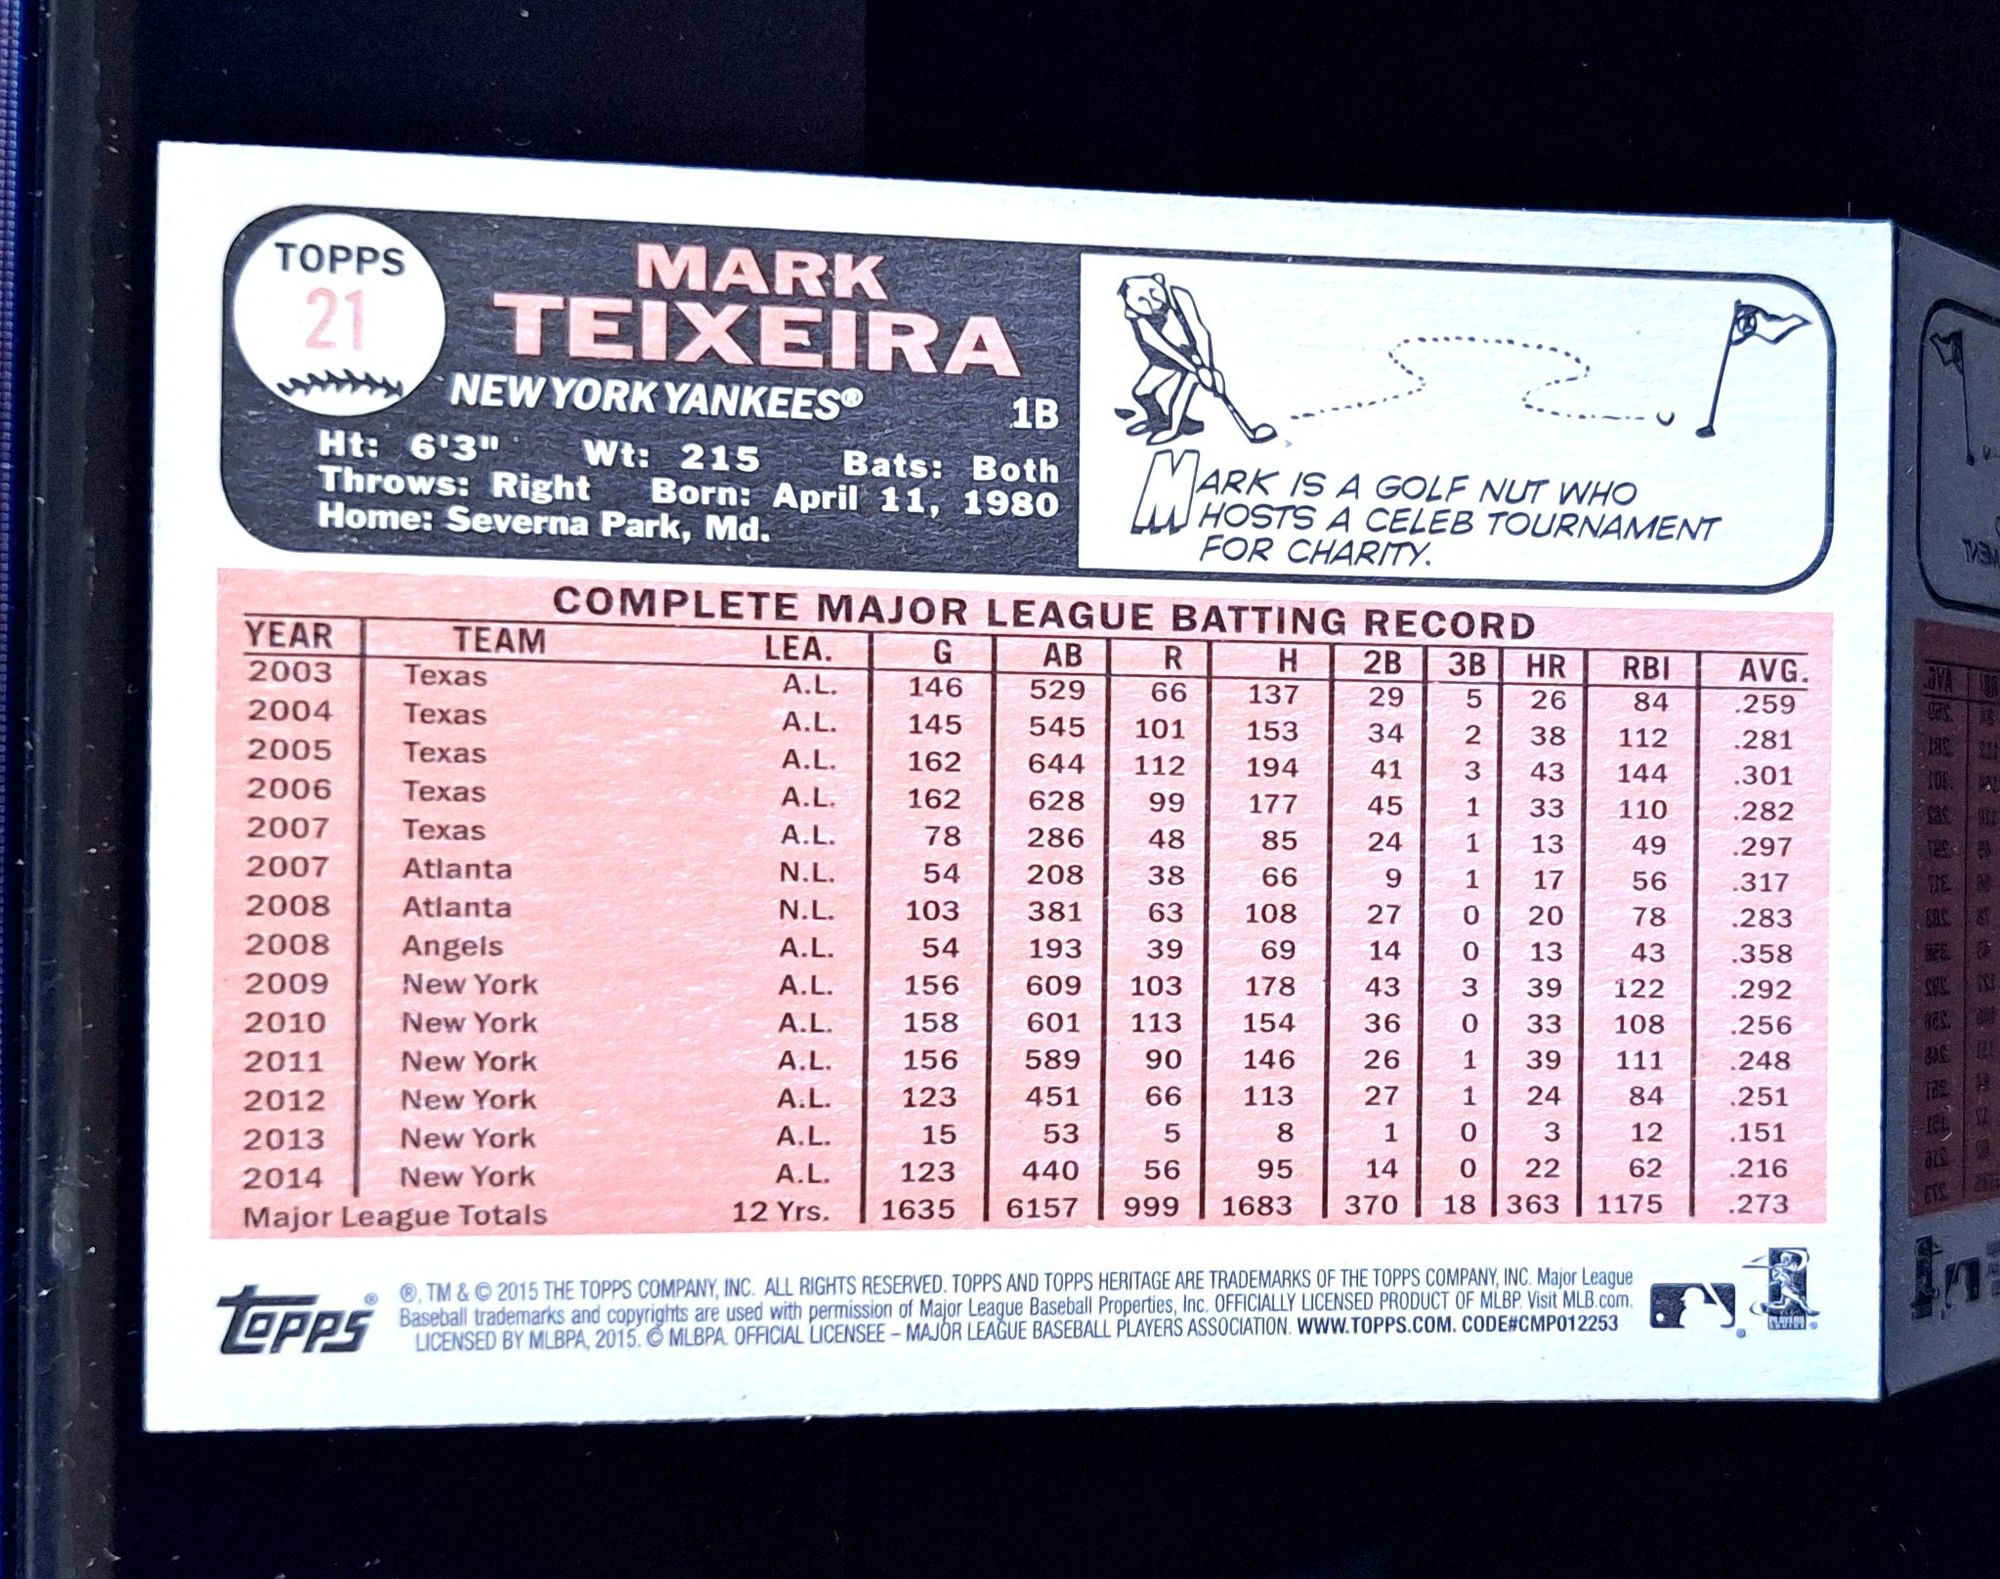 TOPPS
21
MARK
TEIXEIRA
NEW YORK YANKEES® 1B
Ht: 6'3" Wt: 215 Bats: Both
Throws: Right Born: April 11, 1980
Home: Severna Park, Md.
MARK IS A GOLF NUT WHO
HOSTS A CELEB TOURNAMENT
FOR CHARITY.
COMPLETE MAJOR LEAGUE BATTING RECORD
YEAR TEAM LEA. G AB R H 2B 3B HR RBI AVG.
2003 Texas A.L. 146 529 66 137 29 5 26 84 .259
2004 Texas A.L. 145 545 101 153 34 2 38 112 .281
2005 Texas A.L. 162 644 112 194 41 3 43 144 .301
2006 Texas A.L. 162 628 99 177 45 1 33 110 .282
2007 Texas A.L. 78 286 48 85 24 1 13 49 .297
2007 Atlanta N.L. 54 208 38 66 9 1 17 56 .317
2008 Atlanta N.L. 103 381 63 108 27 0 20 78 .283
2008 Angels A.L. 54 193 39 69 14 0 13 43 .358
2009 New York A.L. 156 609 103 178 43 3 39 122 .292
2010 New York A.L. 158 601 113 154 36 0 33 108 .256
2011 New York A.L. 156 589 90 146 26 1 39 111 .248
2012 New York A.L. 123 451 66 113 27 1 24 84 .251
2013 New York A.L. 15 53 5 8 1 0 3 12 .151
2014 New York A.L. 123 440 56 95 14 0 22 62 .216
Major League Totals 12 Yrs. 1635 6157 999 1683 370 18 363 1175 .273
TOPPS®
®, TM & © 2015 THE TOPPS COMPANY, INC. ALL RIGHTS RESERVED. TOPPS AND TOPPS HERITAGE ARE TRADEMARKS OF THE TOPPS COMPANY, INC. Major League
Baseball trademarks and copyrights are used with permission of Major League Baseball Properties, Inc. OFFICIALLY LICENSED PRODUCT OF MLBP. Visit MLB.com.
LICENSED BY MLBPA, 2015. © MLBPA. OFFICIAL LICENSEE – MAJOR LEAGUE BASEBALL PLAYERS ASSOCIATION. WWW.TOPPS.COM. CODE#CMP012253